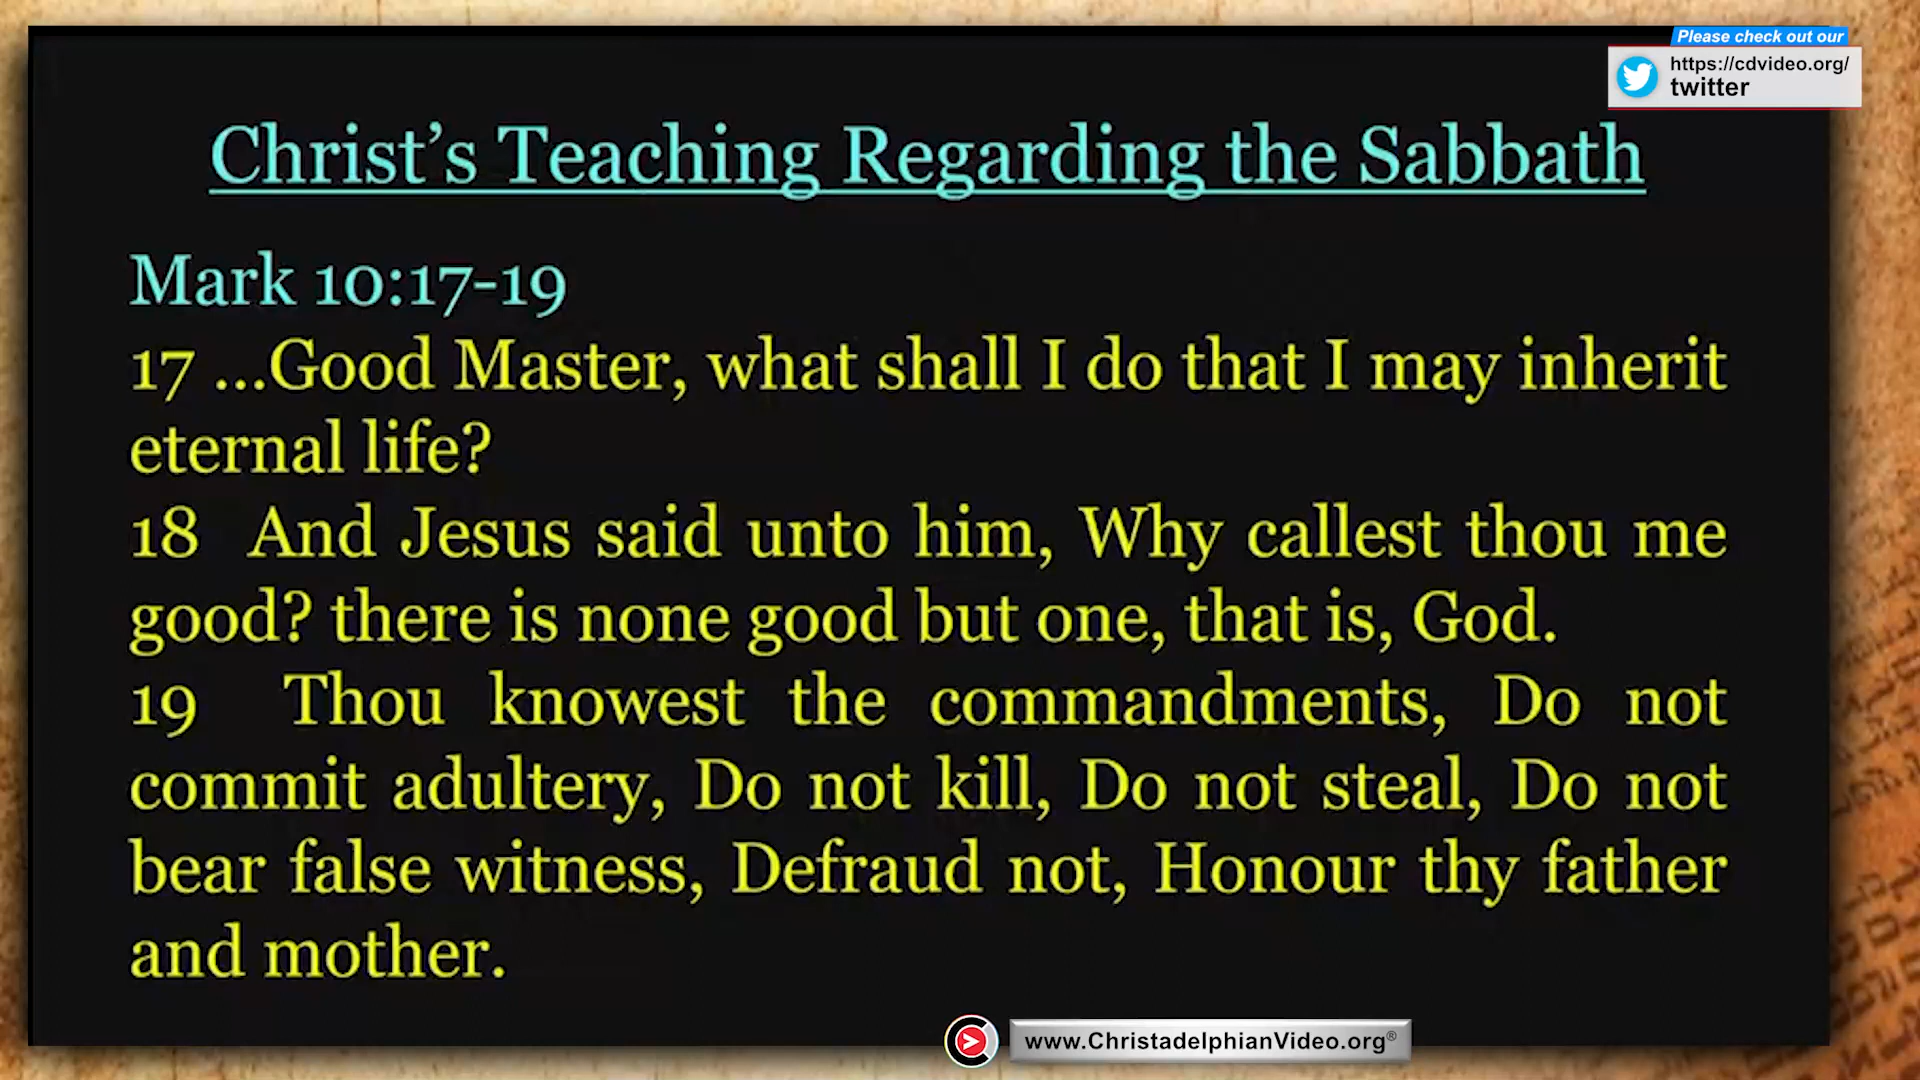 Please check out our
https://cdvideo.org/
twitter
Christ's Teaching Regarding the Sabbath
Mark 10:17-19
17 ...Good Master, what shall I do that I may inherit
eternal life?
18 And Jesus said unto him, Why callest thou me
good? there is none good but one, that is, God.
19 Thou knowest the commandments, Do not
commit adultery, Do not kill, Do not steal, Do not
bear false witness, Defraud not, Honour thy father
and mother.
www.ChristadelphianVideo.org®